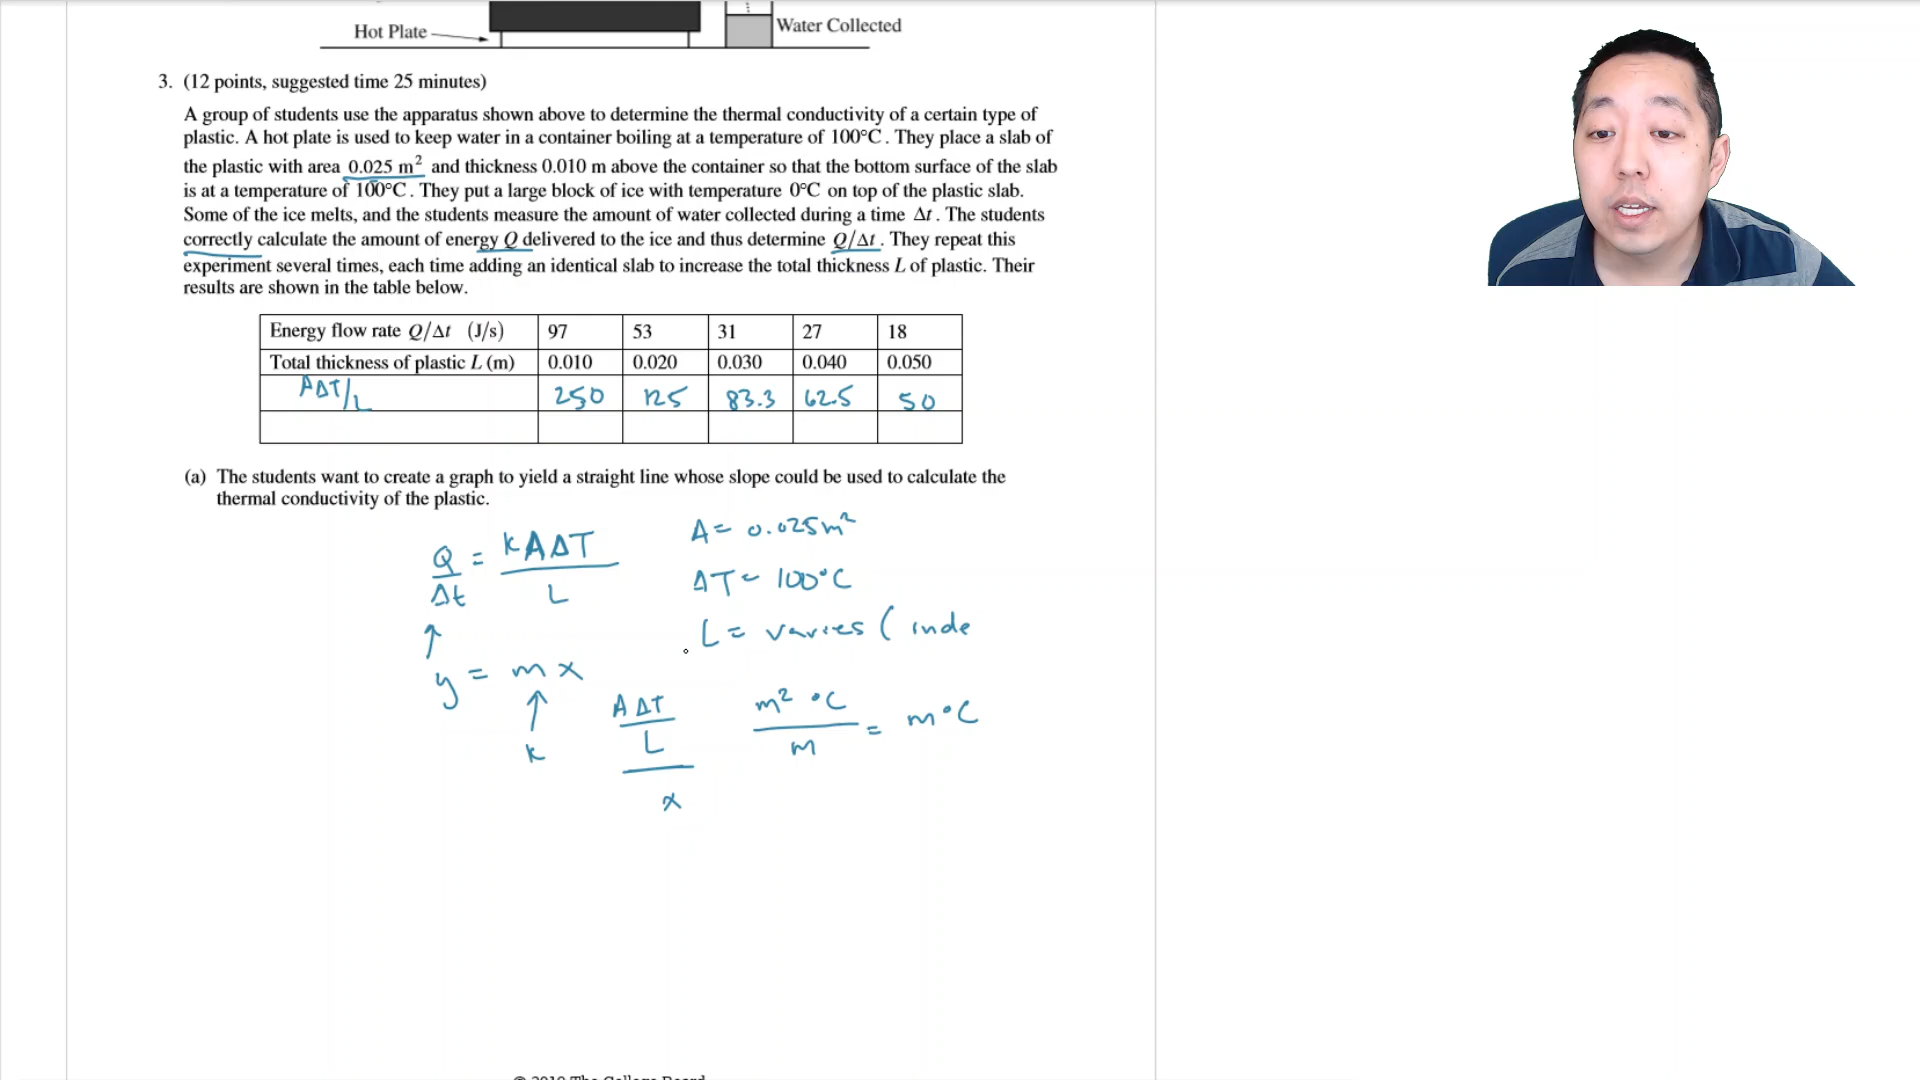 Hot Plate
Water Collected
3. (12 points, suggested time 25 minutes)
A group of students use the apparatus shown above to determine the thermal conductivity of a certain type of
plastic. A hot plate is used to keep water in a container boiling at a temperature of 100°C. They place a slab of
the plastic with area 0.025 m² and thickness 0.010 m above the container so that the bottom surface of the slab
is at a temperature of 100°C. They put a large block of ice with temperature 0°C on top of the plastic slab.
Some of the ice melts, and the students measure the amount of water collected during a time Δt. The students
correctly calculate the amount of energy Q delivered to the ice and thus determine Q/Δt. They repeat this
experiment several times, each time adding an identical slab to increase the total thickness L of plastic. Their
results are shown in the table below.
Energy flow rate Q/Δt (J/s) 97 53 31 27 18
Total thickness of plastic L (m) 0.010 0.020 0.030 0.040 0.050
AΔT/L 250 125 83.3 62.5 50
(a) The students want to create a graph to yield a straight line whose slope could be used to calculate the
thermal conductivity of the plastic.
Q/Δt = kAΔT/L
A = 0.025m²
ΔT = 100°C
L = varies ( inde
y = m x
k
AΔT/L
x
m² °C/m = m°C
© 2019 The College Board